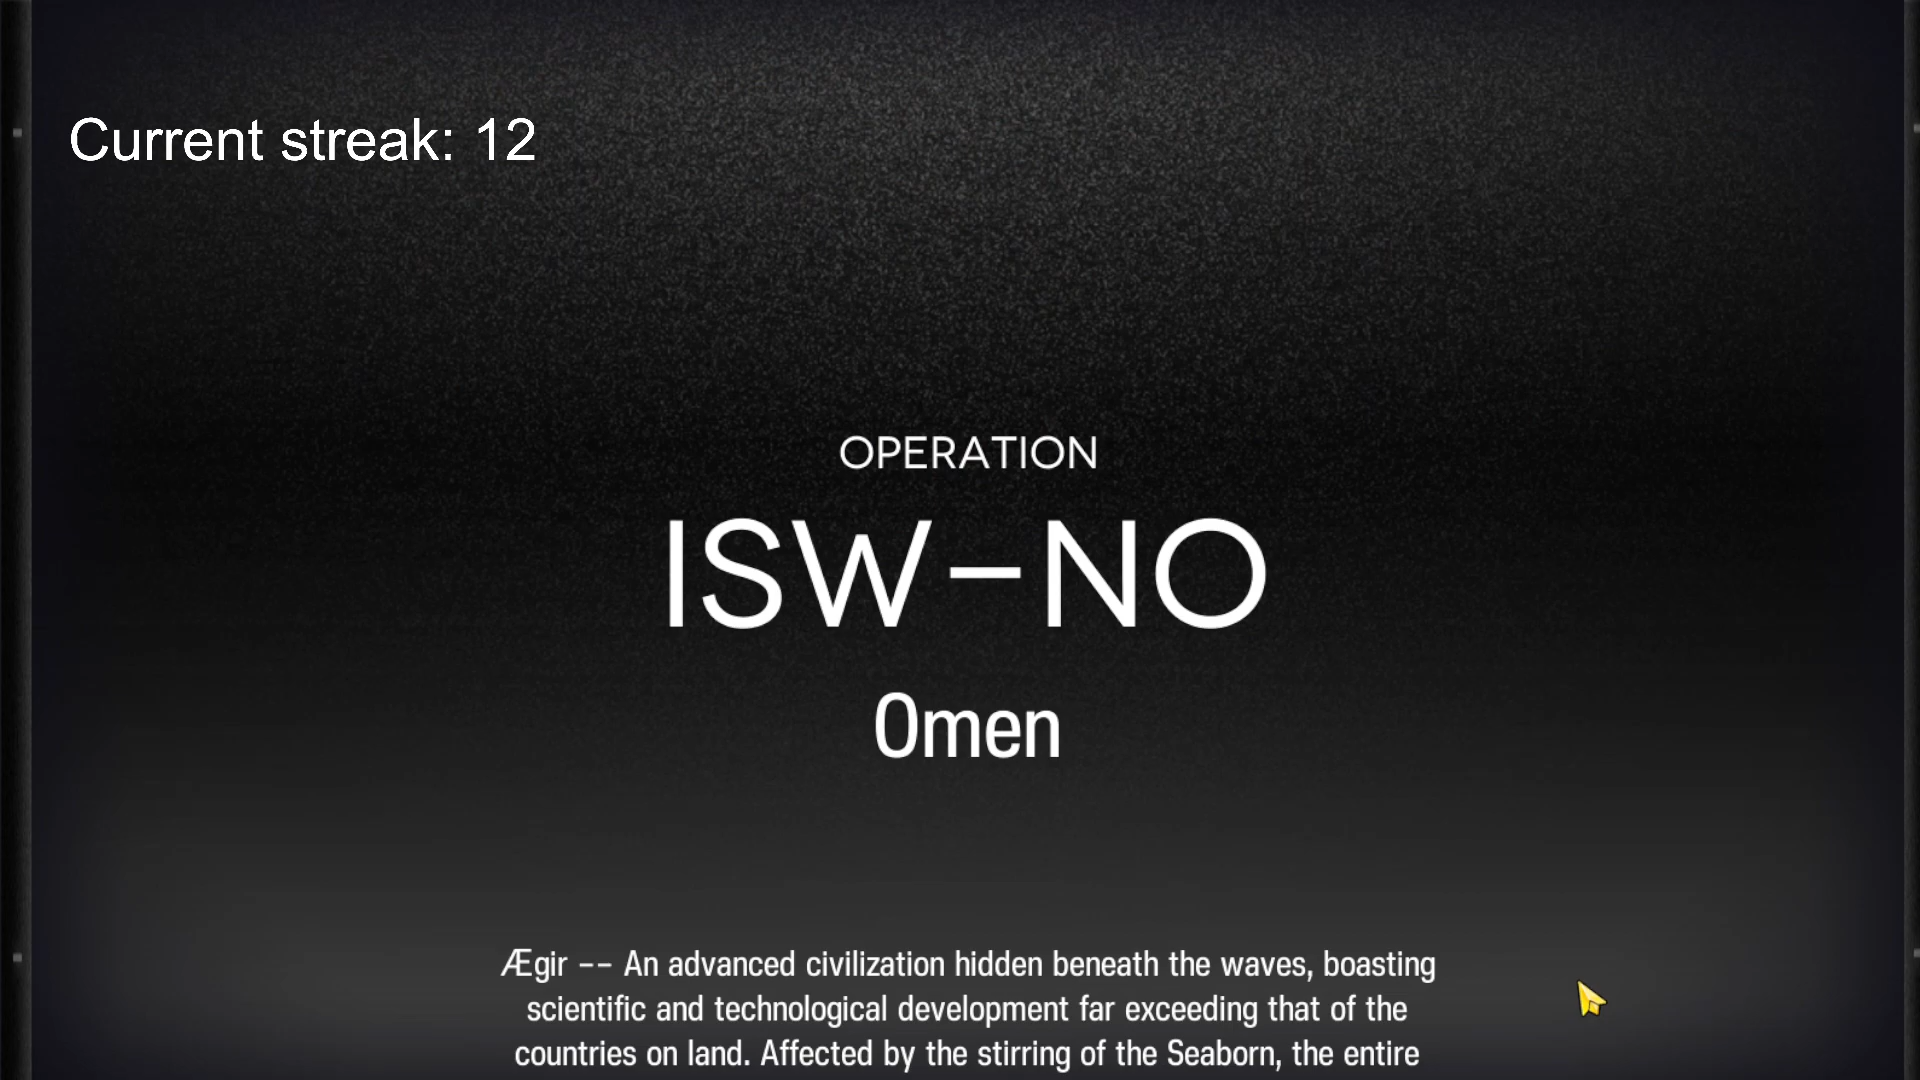 Current streak: 12
OPERATION
ISW-NO
Omen
Ægir -- An advanced civilization hidden beneath the waves, boasting
scientific and technological development far exceeding that of the
countries on land. Affected by the stirring of the Seaborn, the entire